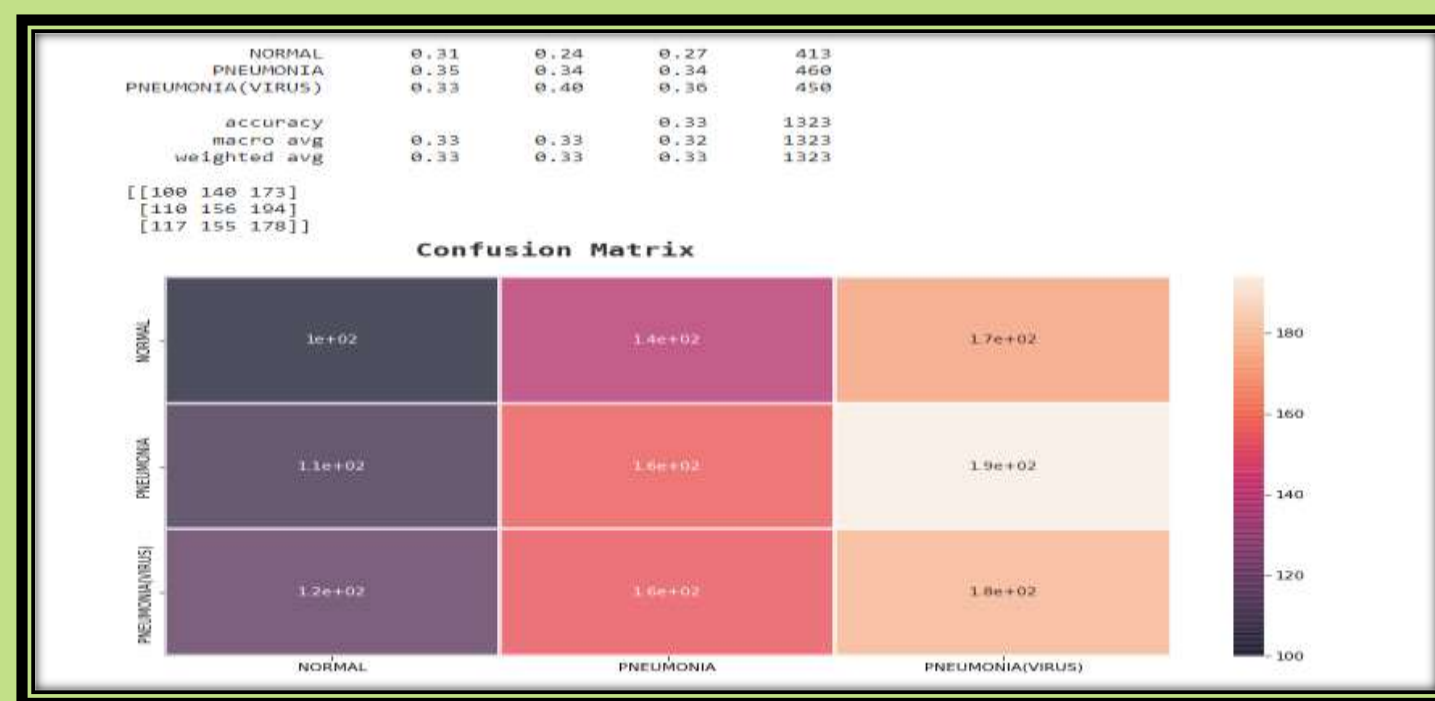 NORMAL 0.31 0.24 0.27 413
PNEUMONIA 0.35 0.34 0.34 460
PNEUMONIA(VIRUS) 0.33 0.40 0.36 450
accuracy 0.33 1323
macro avg 0.33 0.33 0.32 1323
weighted avg 0.33 0.33 0.33 1323
[[100 140 173]
[110 156 194]
[117 155 178]]
Confusion Matrix
NORMAL 1e+02 1.4e+02 1.7e+02
PNEUMONIA 1.1e+02 1.6e+02 1.9e+02
PNEUMONIA(VIRUS) 1.2e+02 1.6e+02 1.8e+02
NORMAL PNEUMONIA PNEUMONIA(VIRUS)
180
160
140
120
100